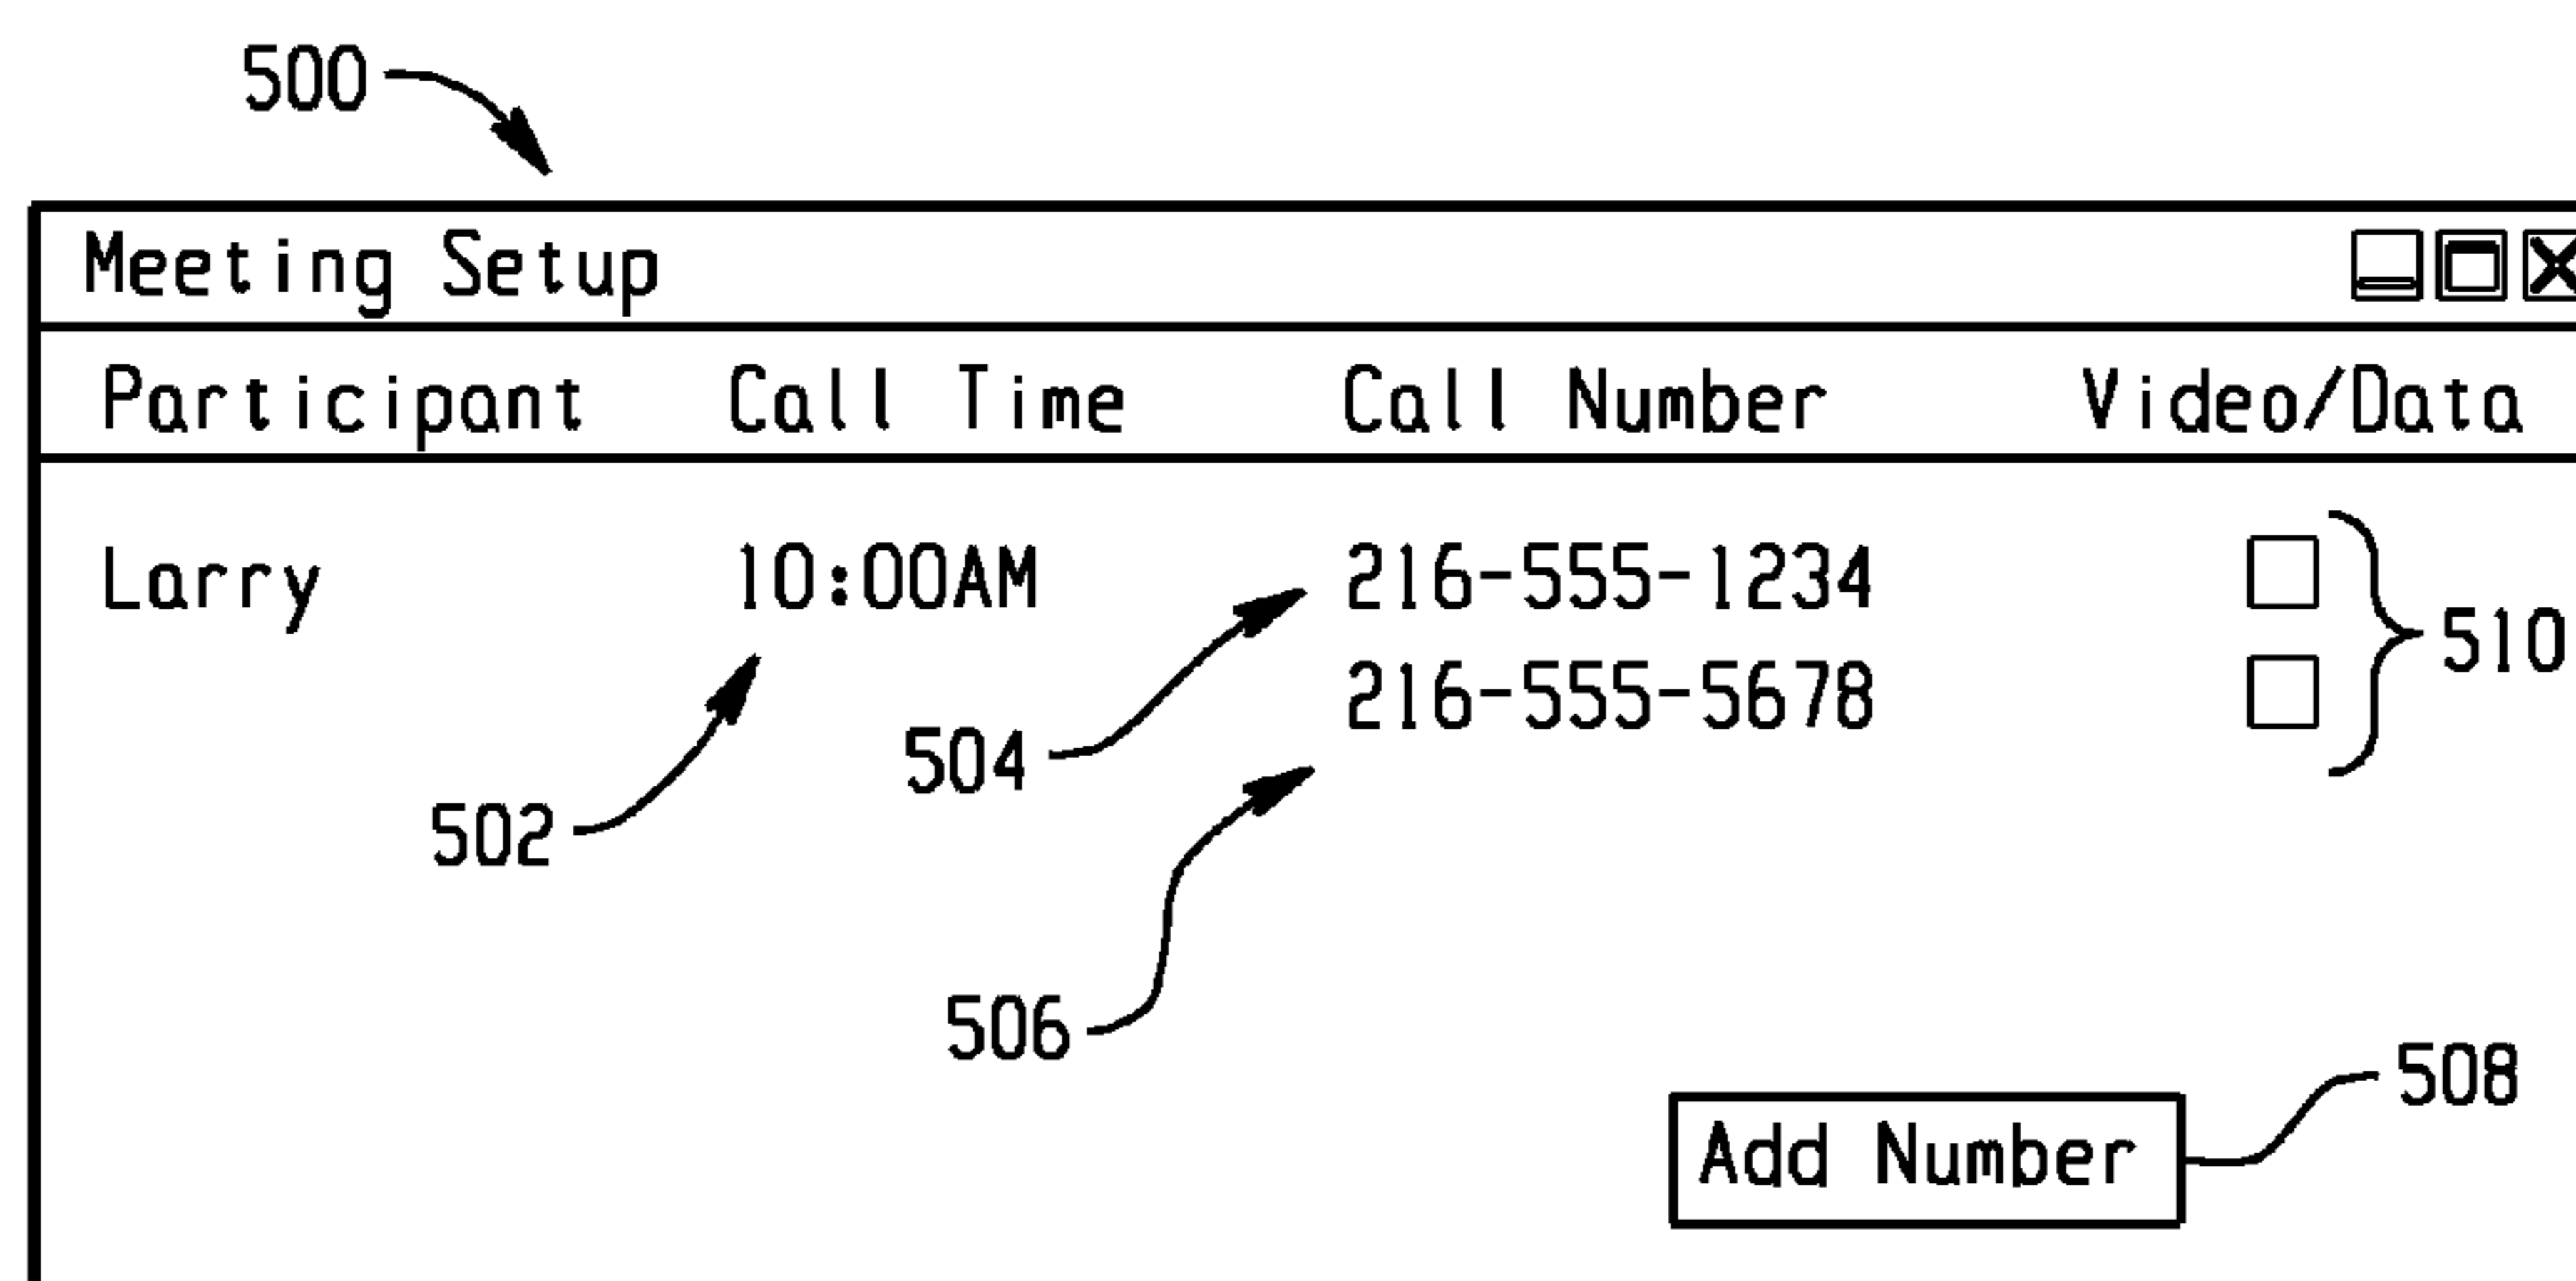 500
Meeting Setup
Participant Call Time Call Number Video/Data
Larry 10:00AM 216-555-1234
216-555-5678
510
504
502
506
508
Add Number